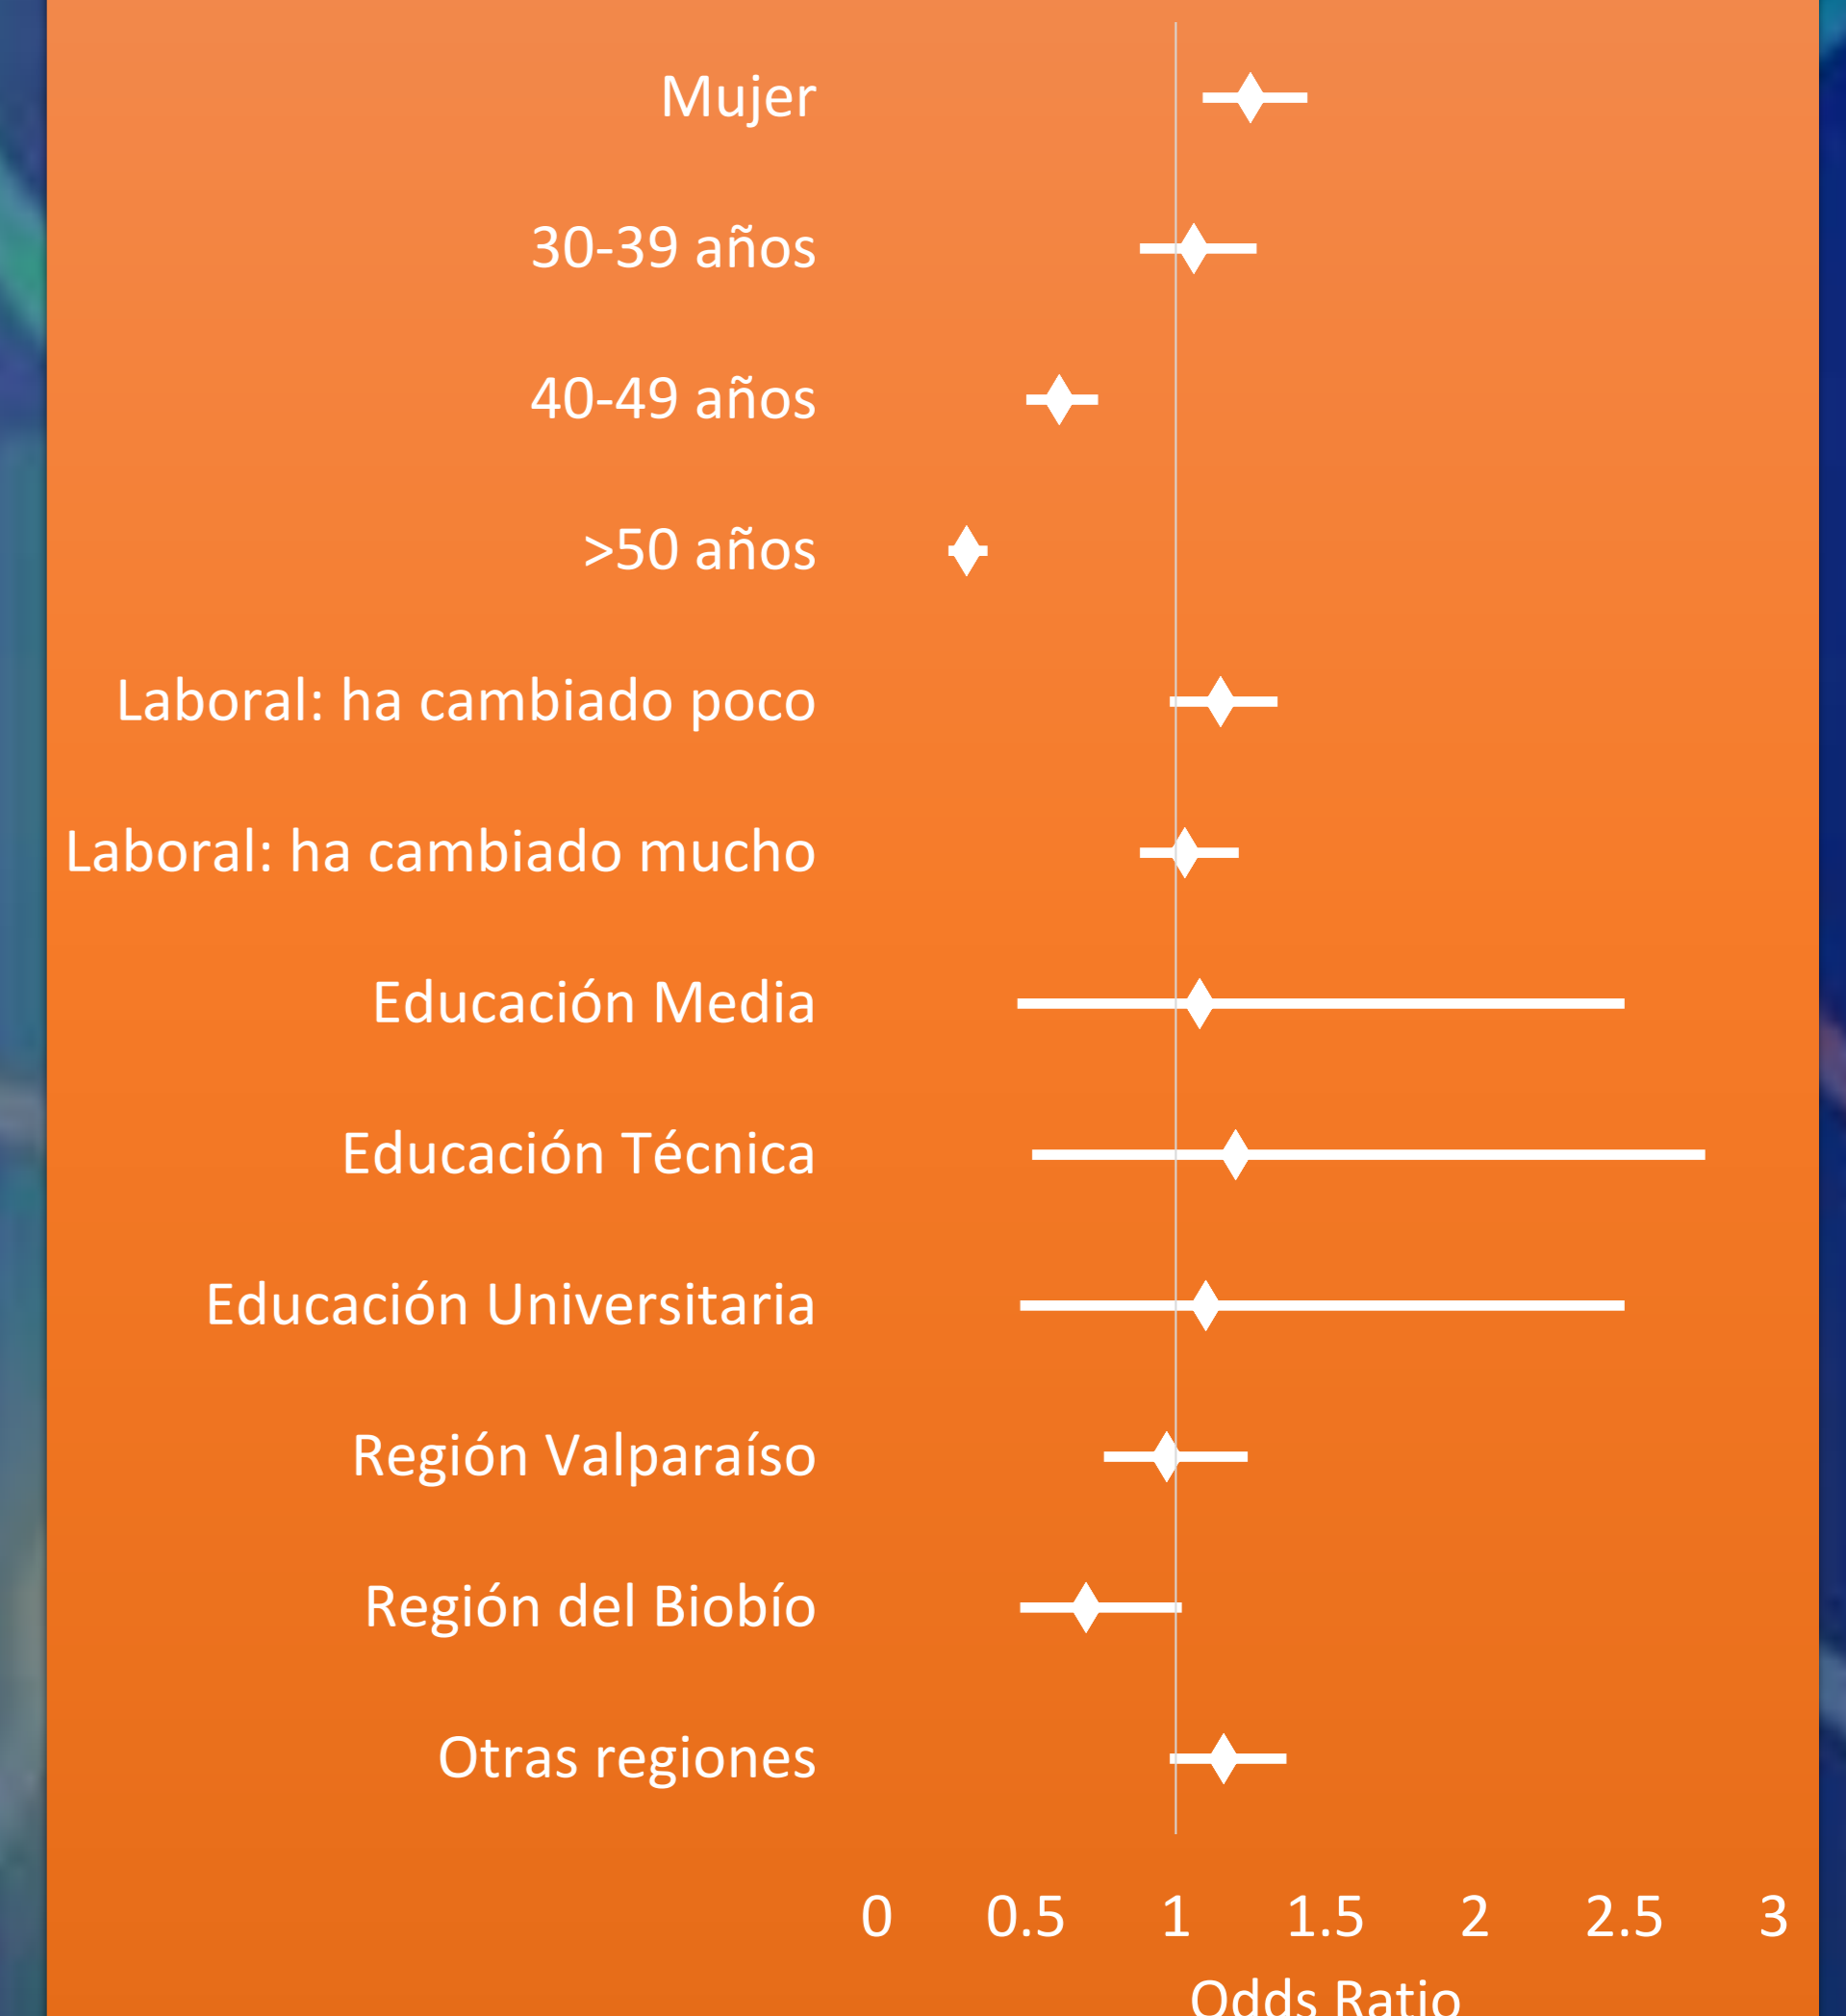 Mujer
30-39 años
40-49 años
>50 años
Laboral: ha cambiado poco
Laboral: ha cambiado mucho
Educación Media
Educación Técnica
Educación Universitaria
Región Valparaíso
Región del Biobío
Otras regiones
0 0.5 1 1.5 2 2.5 3
Odds Ratio